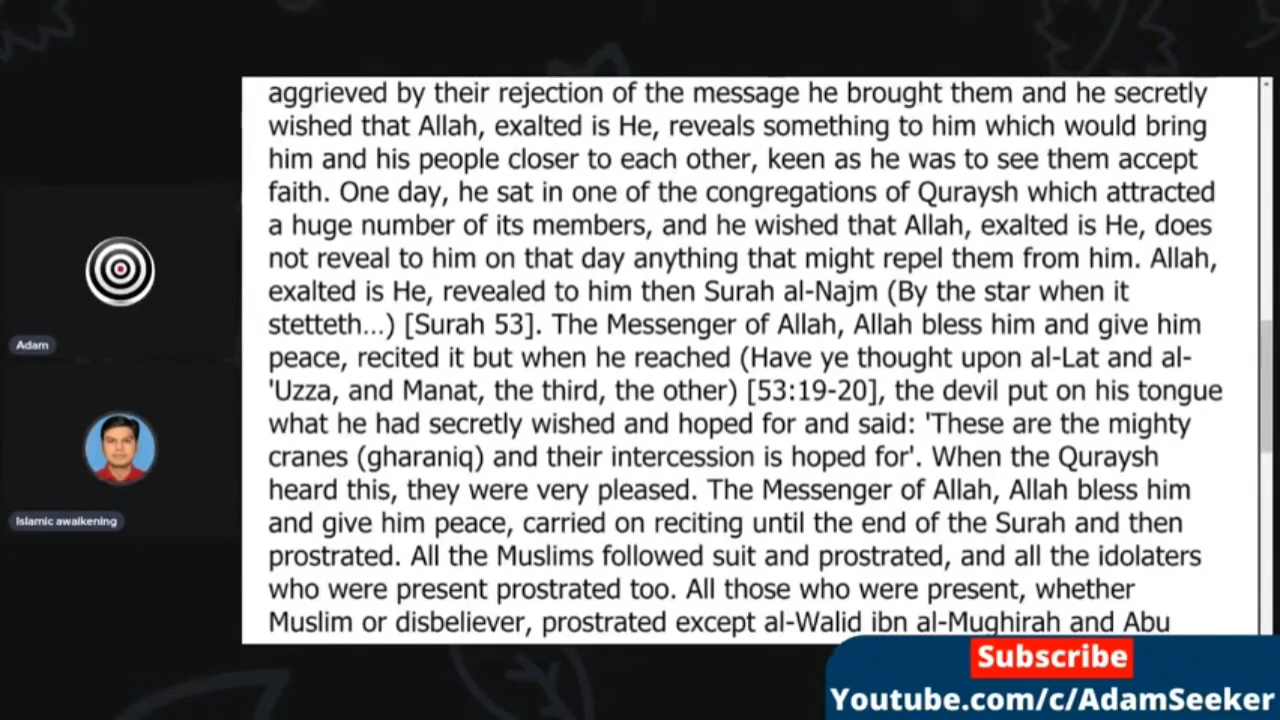 aggrieved by their rejection of the message he brought them and he secretly
wished that Allah, exalted is He, reveals something to him which would bring
him and his people closer to each other, keen as he was to see them accept
faith. One day, he sat in one of the congregations of Quraysh which attracted
a huge number of its members, and he wished that Allah, exalted is He, does
not reveal to him on that day anything that might repel them from him. Allah,
exalted is He, revealed to him then Surah al-Najm (By the star when it
stetteth...) [Surah 53]. The Messenger of Allah, Allah bless him and give him
peace, recited it but when he reached (Have ye thought upon al-Lat and al-
'Uzza, and Manat, the third, the other) [53:19-20], the devil put on his tongue
what he had secretly wished and hoped for and said: 'These are the mighty
cranes (gharaniq) and their intercession is hoped for'. When the Quraysh
heard this, they were very pleased. The Messenger of Allah, Allah bless him
and give him peace, carried on reciting until the end of the Surah and then
prostrated. All the Muslims followed suit and prostrated, and all the idolaters
who were present prostrated too. All those who were present, whether
Muslim or disbeliever, prostrated except al-Walid ibn al-Mughirah and Abu
Adam
Islamic awaikening
Subscribe
Youtube.com/c/AdamSeeker